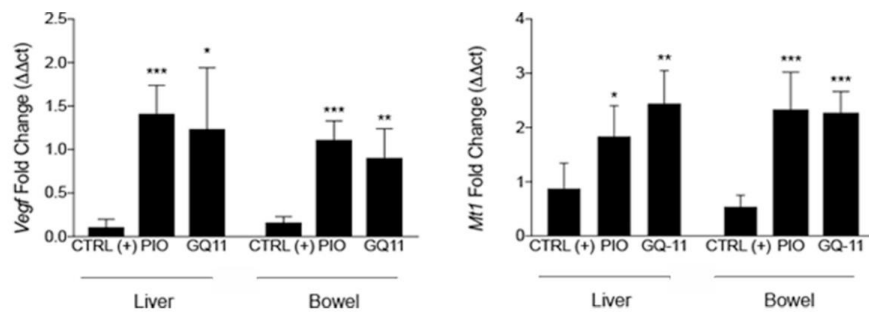 Vegf Fold Change (ΔΔct)
2.5
2.0
1.5
1.0
0.5
0.0
*** * *** **
CTRL (+) PIO GQ11 CTRL (+) PIO GQ11
Liver Bowel
Mt1 Fold Change (ΔΔct)
4
3
2
1
0
* ** *** ***
CTRL (+) PIO GQ-11 CTRL (+) PIO GQ-11
Liver Bowel